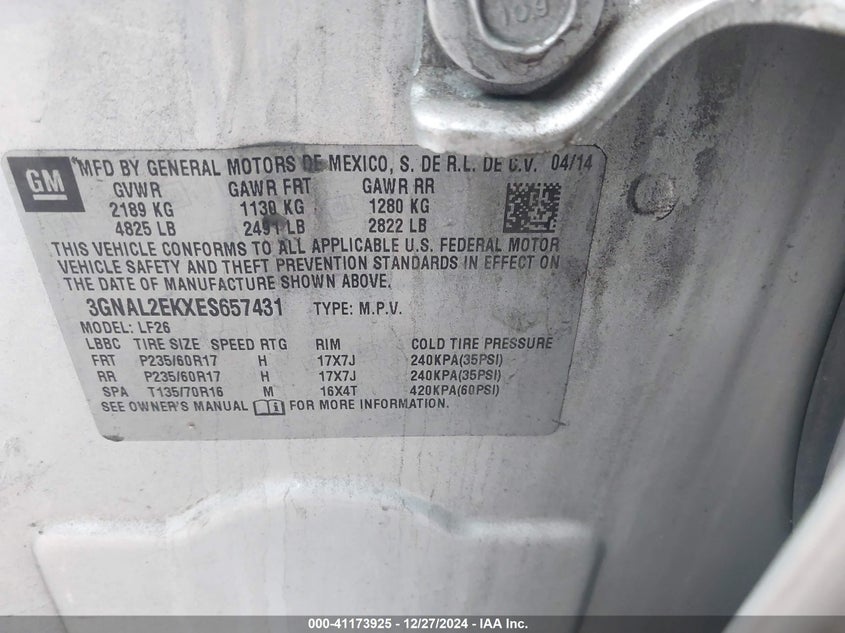 10.9
GM
MFD BY GENERAL MOTORS DE MEXICO, S. DE R.L. DE C.V. 04/14
GVWR GAWR FRT GAWR RR
2189 KG 1130 KG 1280 KG
4825 LB 2491 LB 2822 LB
THIS VEHICLE CONFORMS TO ALL APPLICABLE U.S. FEDERAL MOTOR
VEHICLE SAFETY AND THEFT PREVENTION STANDARDS IN EFFECT ON
THE DATE OF MANUFACTURE SHOWN ABOVE.
3GNAL2EKXES657431 TYPE: M.P.V.
MODEL: LF26
LBBC TIRE SIZE SPEED RTG RIM COLD TIRE PRESSURE
FRT P235/60R17 H 17X7J 240KPA(35PSI)
RR P235/60R17 H 17X7J 240KPA(35PSI)
SPA T135/70R16 M 16X4T 420KPA(60PSI)
SEE OWNER'S MANUAL FOR MORE INFORMATION.
000-41173925 - 12/27/2024 - IAA Inc.